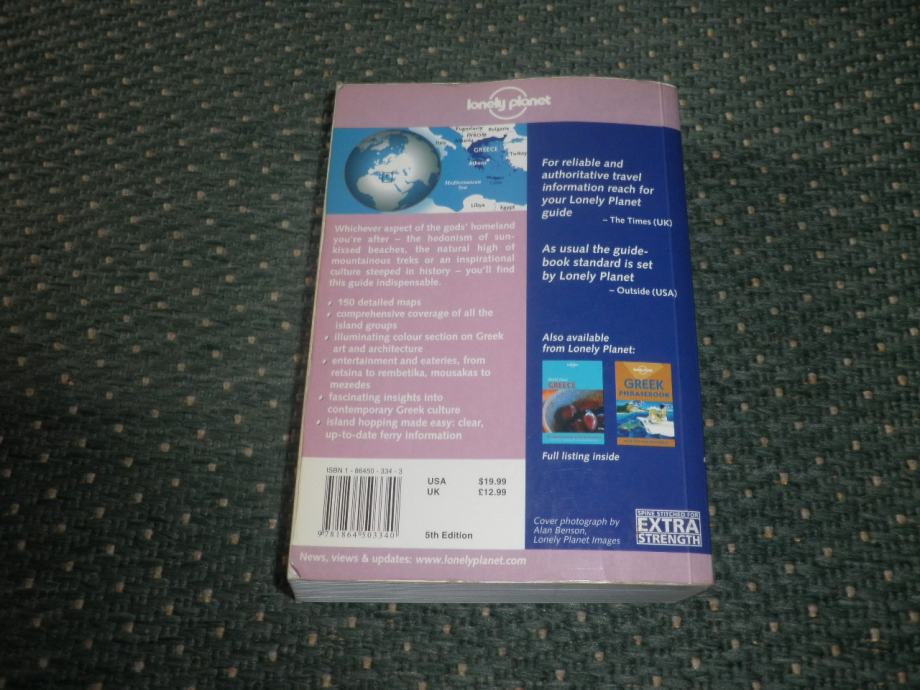 lonely planet
Yugoslavia Bulgaria
Italy
GREECE
Turkey
Athens
Mediterranean
Sea
Libya Egypt
Whichever aspect of the gods' homeland
you're after – the hedonism of sun-
kissed beaches, the natural high of
mountainous treks or an inspirational
culture steeped in history – you'll find
this guide indispensable.
150 detailed maps
comprehensive coverage of all the
island groups
illuminating colour section on Greek
art and architecture
entertainment and eateries, from
retsina to rembetika, mousakas to
mezedes
fascinating insights into
contemporary Greek culture
island hopping made easy: clear,
up-to-date ferry information
ISBN 1 - 86450 - 334 - 3
9 781864 503340
USA $19.99
UK £12.99
5th Edition
News, views & updates: www.lonelyplanet.com
For reliable and
authoritative travel
information reach for
your Lonely Planet
guide
– The Times (UK)
As usual the guide-
book standard is set
by Lonely Planet
– Outside (USA)
Also available
from Lonely Planet:
GREECE
GREEK
PHRASEBOOK
Full listing inside
Cover photograph by
Alan Benson,
Lonely Planet Images
SPINE STITCHED FOR
EXTRA
STRENGTH